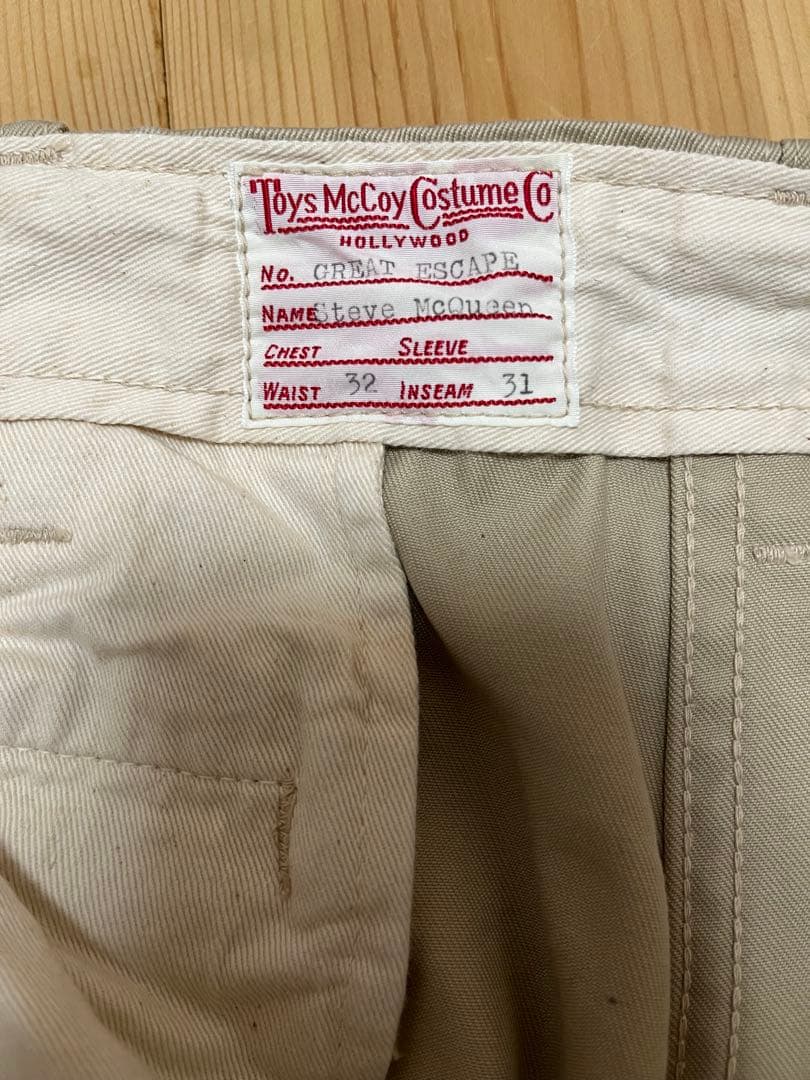 Toys McCoy Costume Co
HOLLYWOOD
No. GREAT ESCAPE
NAME Steve McQueen
CHEST SLEEVE
WAIST 32 INSEAM 31